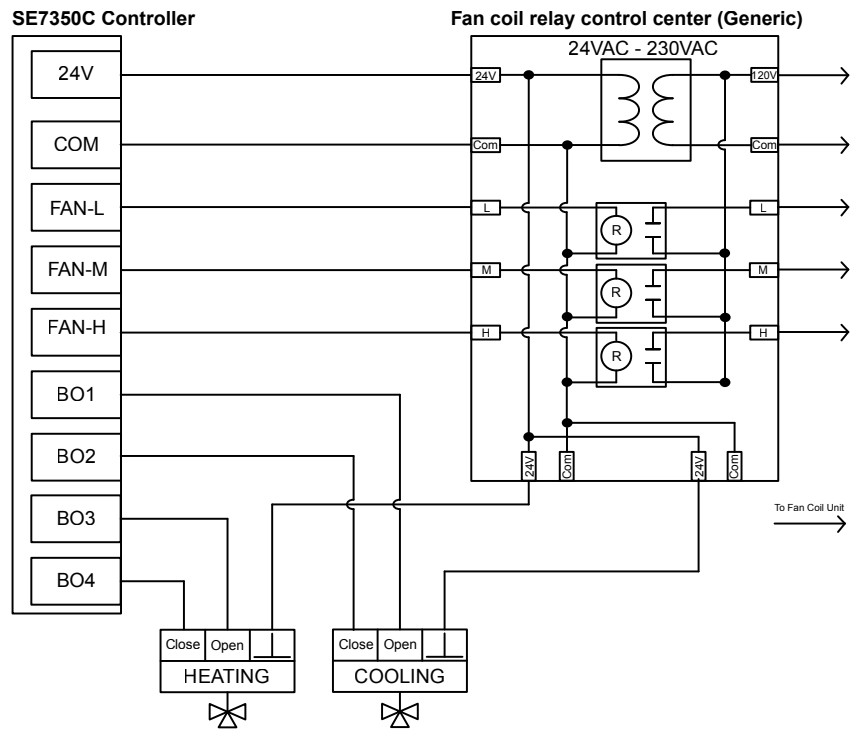 SE7350C Controller
Fan coil relay control center (Generic)
24VAC - 230VAC
24V
24V
120V
COM
Com
Com
FAN-L
L
L
R
FAN-M
M
M
R
FAN-H
H
H
R
BO1
BO2
24V
Com
24V
Com
BO3
To Fan Coil Unit
BO4
Close
Open
HEATING
Close
Open
COOLING